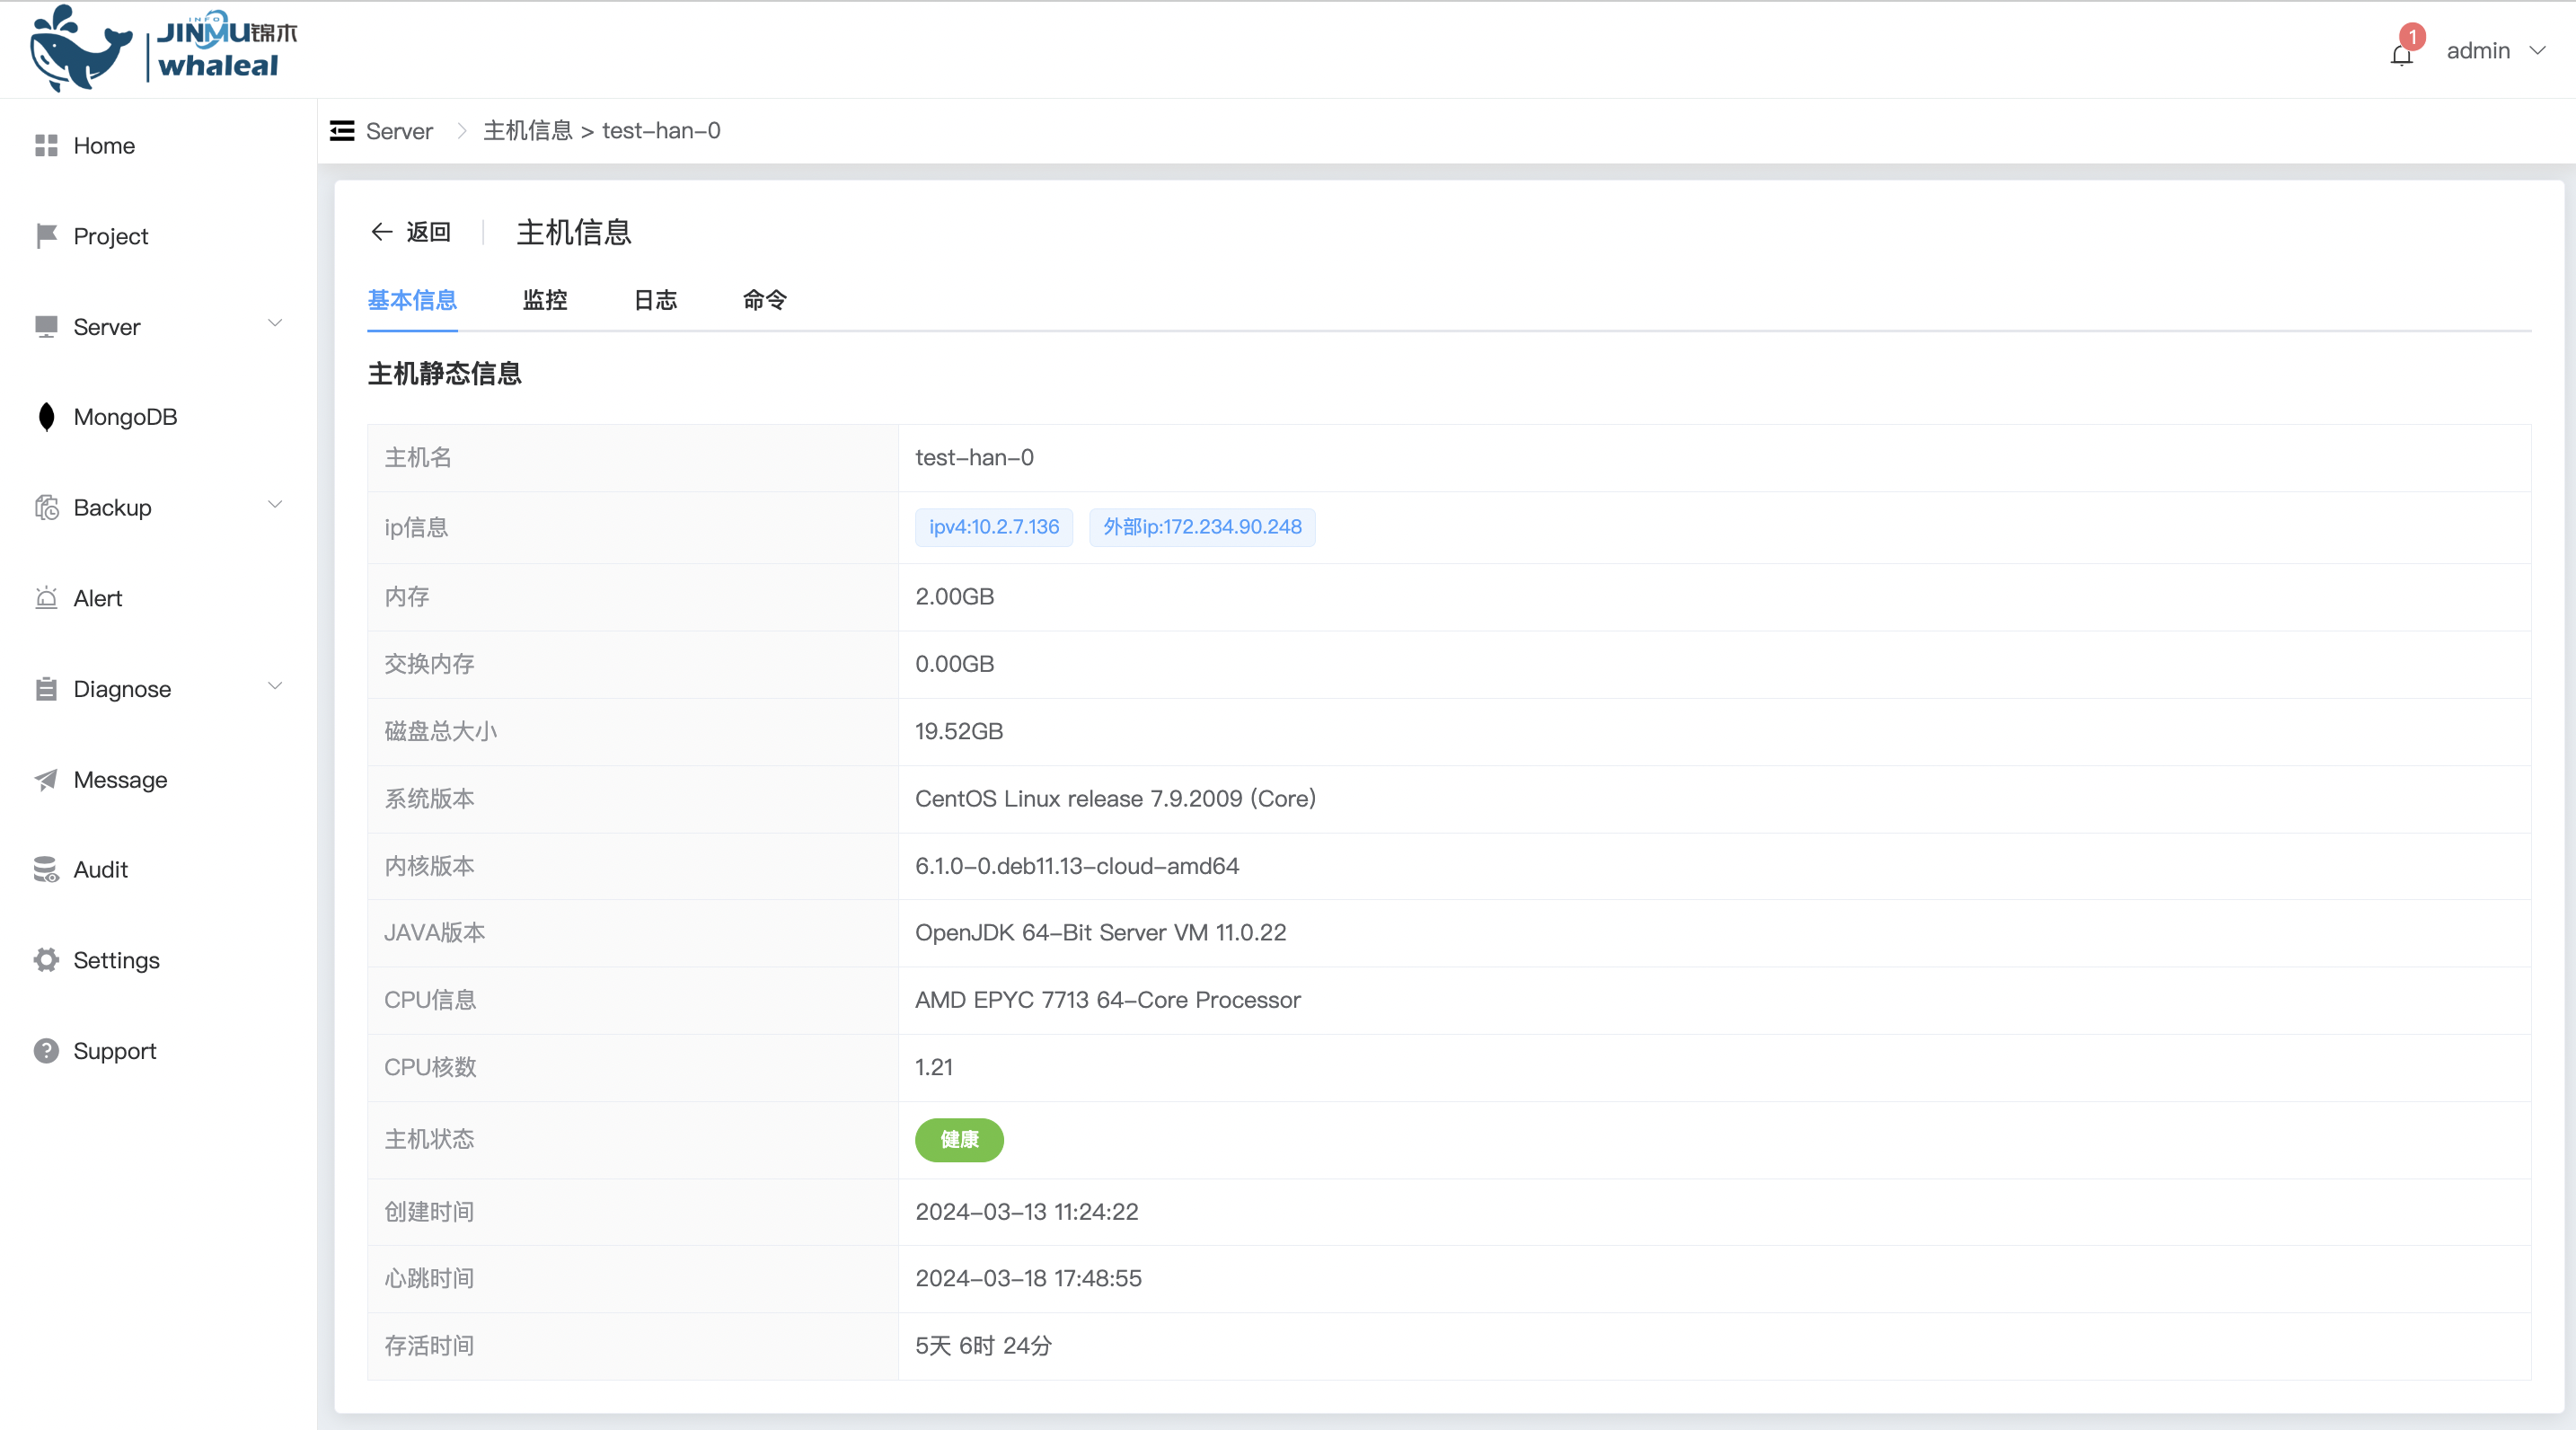 INFO
JINMU锦木
whaleal
1
admin
Home
Project
Server
MongoDB
Backup
Alert
Diagnose
Message
Audit
Settings
Support
Server 主机信息 > test-han-0
返回 主机信息
基本信息 监控 日志 命令
主机静态信息
主机名 test-han-0
ip信息 ipv4:10.2.7.136 外部ip:172.234.90.248
内存 2.00GB
交换内存 0.00GB
磁盘总大小 19.52GB
系统版本 CentOS Linux release 7.9.2009 (Core)
内核版本 6.1.0-0.deb11.13-cloud-amd64
JAVA版本 OpenJDK 64-Bit Server VM 11.0.22
CPU信息 AMD EPYC 7713 64-Core Processor
CPU核数 1.21
主机状态 健康
创建时间 2024-03-13 11:24:22
心跳时间 2024-03-18 17:48:55
存活时间 5天 6时 24分